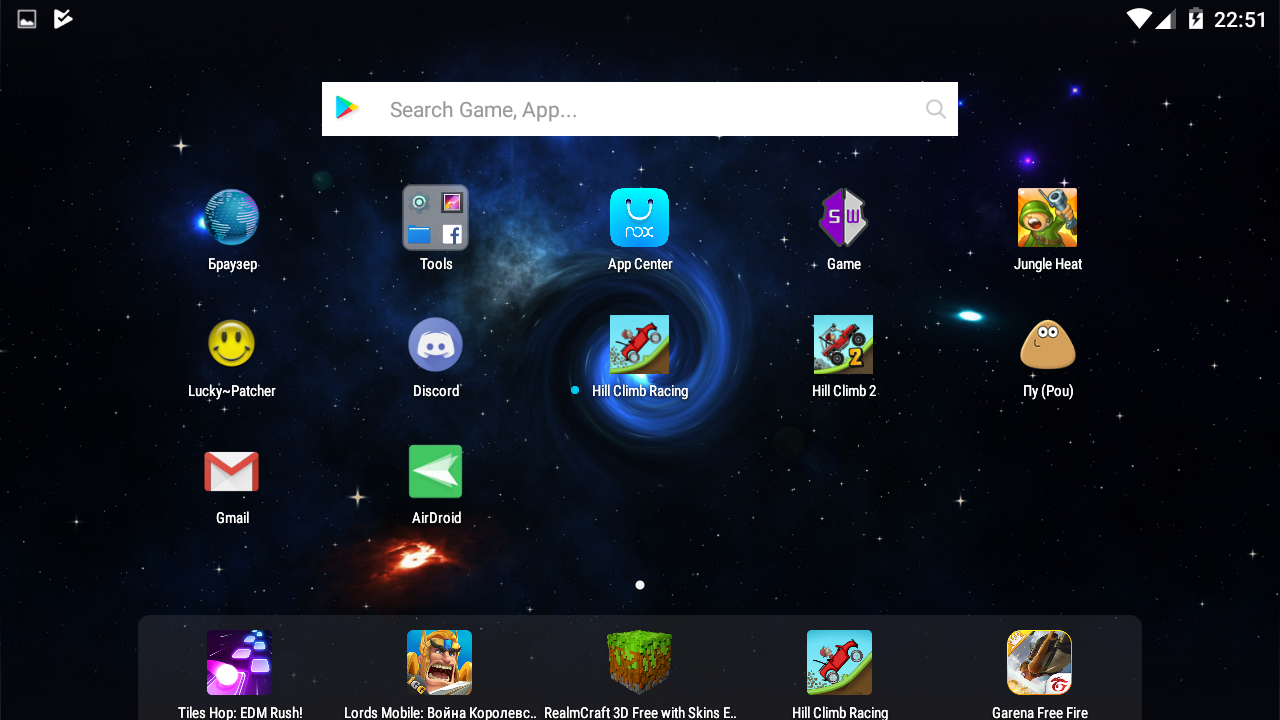 22:51
Search Game, App...
nox
S W
Браузер
Tools
App Center
Game
Jungle Heat
2
Lucky~Patcher
Discord
Hill Climb Racing
Hill Climb 2
Пу (Pou)
Gmail
AirDroid
IGG
Tiles Hop: EDM Rush!
Lords Mobile: Война Королевс..
RealmCraft 3D Free with Skins E..
Hill Climb Racing
Garena Free Fire